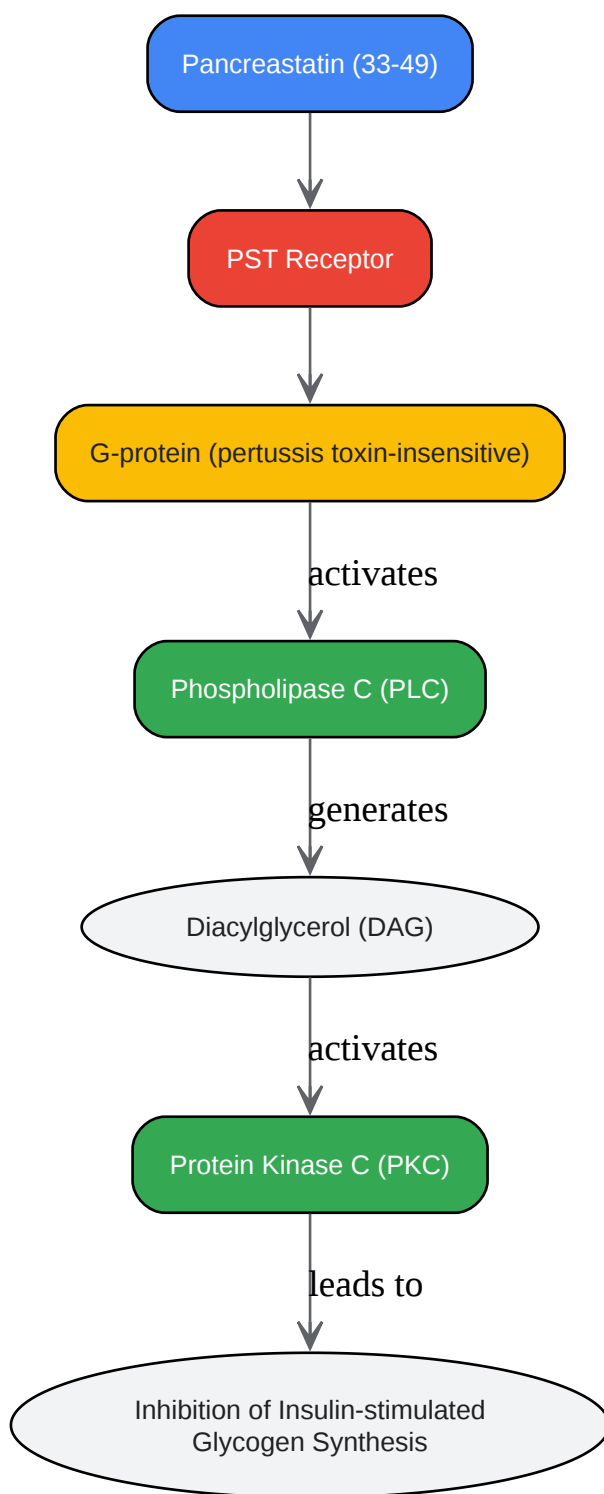 Pancreastatin (33-49)
PST Receptor
G-protein (pertussis toxin-insensitive)
activates
Phospholipase C (PLC)
generates
Diacylglycerol (DAG)
activates
Protein Kinase C (PKC)
leads to
Inhibition of Insulin-stimulated
Glycogen Synthesis